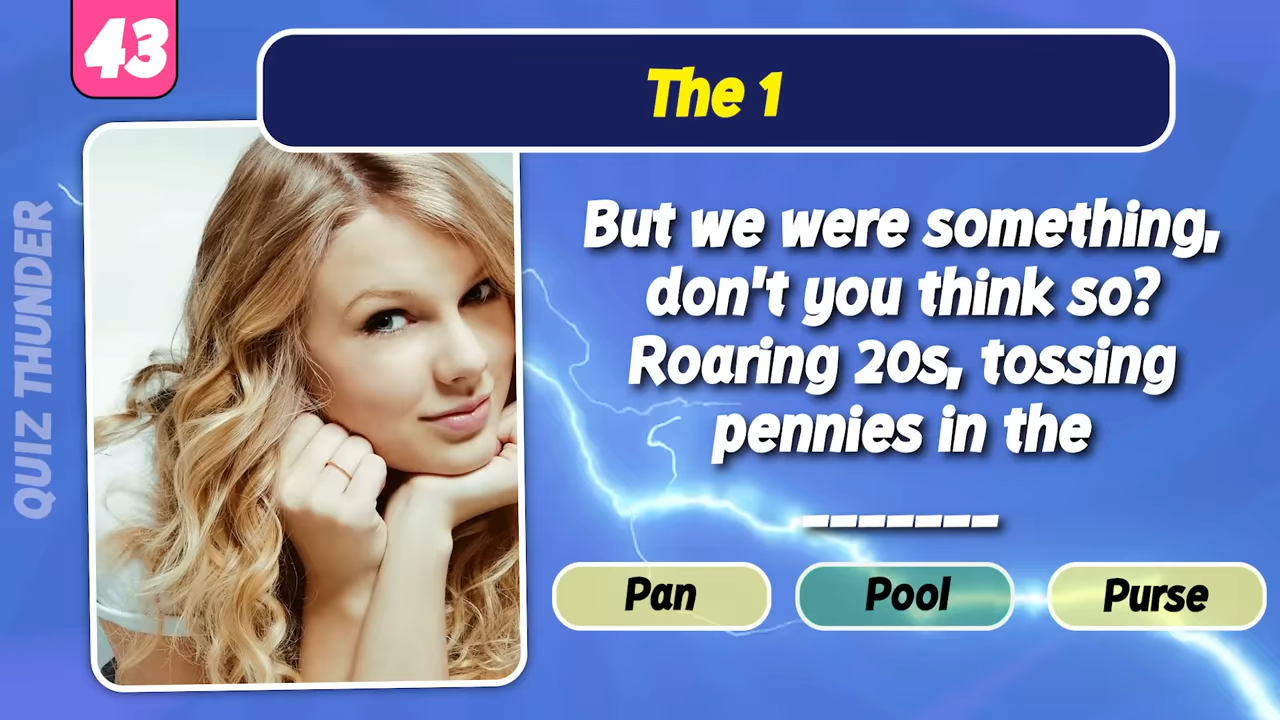 43
The 1
QUIZ THUNDER
But we were something,
don't you think so?
Roaring 20s, tossing
pennies in the
_______
Pan
Pool
Purse